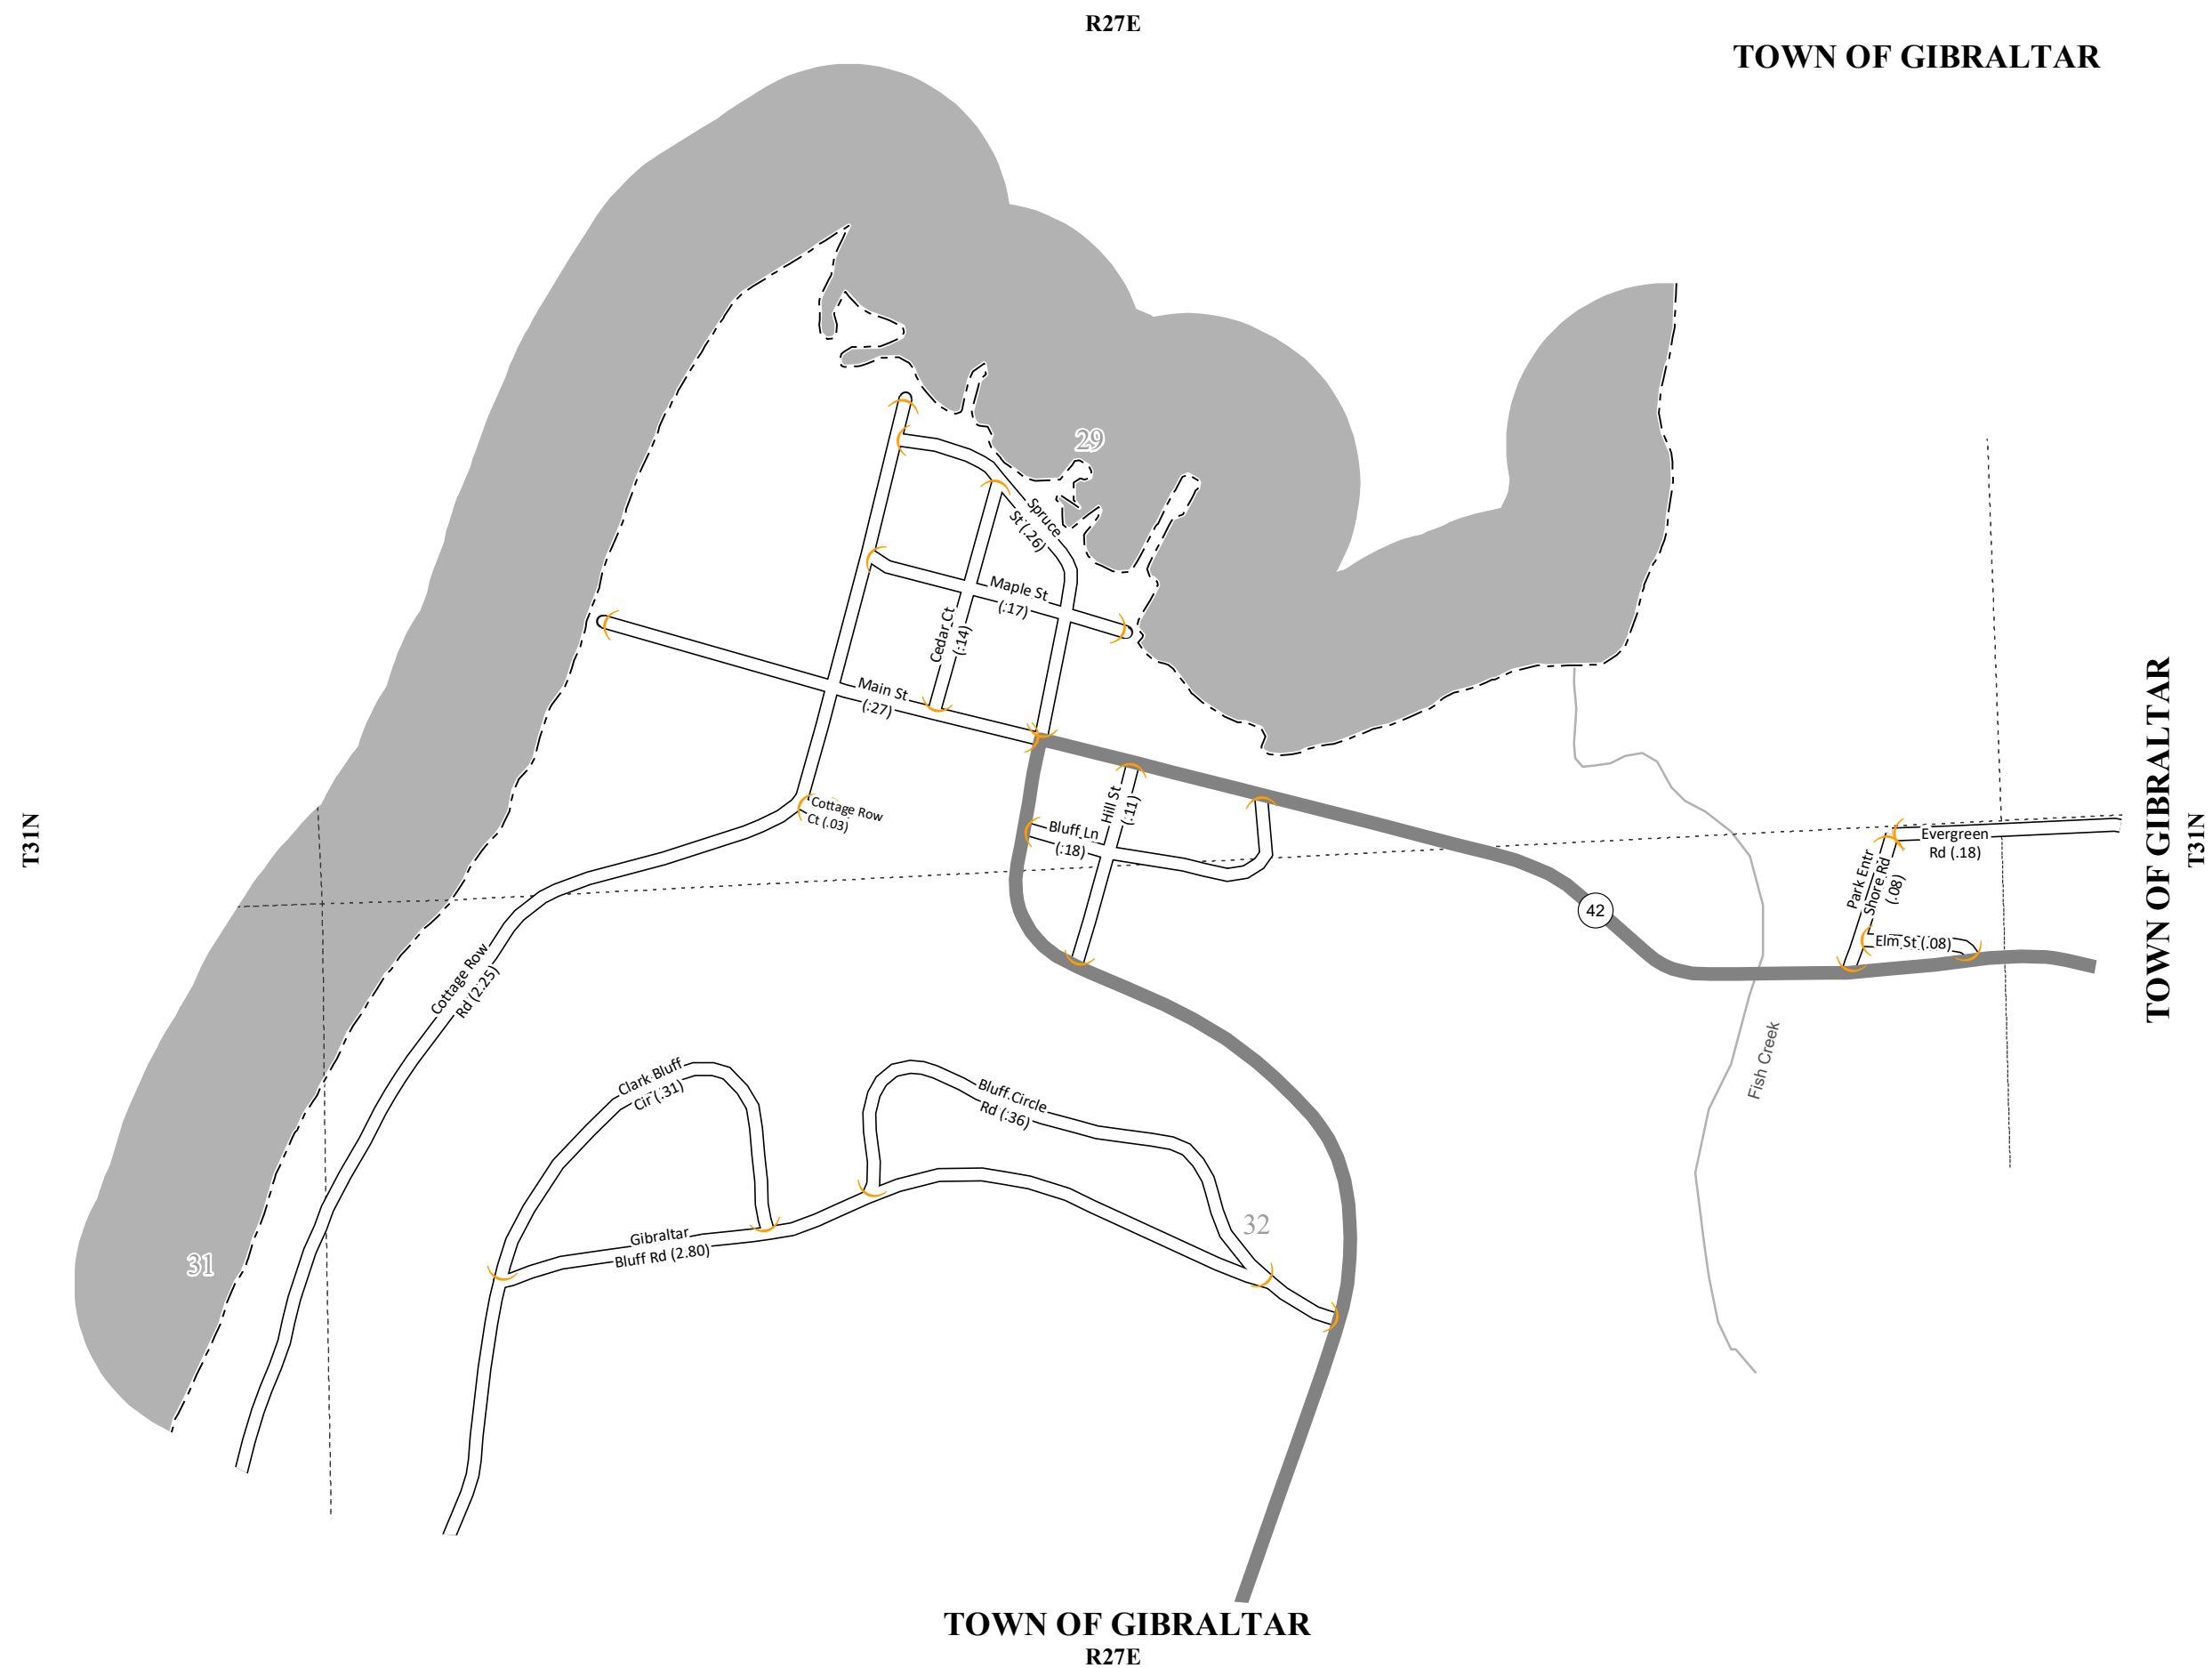 R27E
TOWN OF GIBRALTAR
29
Spruce
St (.26)
Maple St
(.17)
Cedar Ct
(.14)
Main St
(.27)
Cottage Row
Ct (.03)
Hill St
(.11)
Bluff Ln
(.18)
T31N
TOWN OF GIBRALTAR
T31N
Evergreen
Rd (.18)
Park Entr
Shore Rd
(.08)
Elm St (.08)
42
Cottage Row
Rd (2.25)
Fish Creek
Clark Bluff
Cir (.31)
Bluff Circle
Rd (.36)
Gibraltar
Bluff Rd (2.80)
32
31
TOWN OF GIBRALTAR
R27E